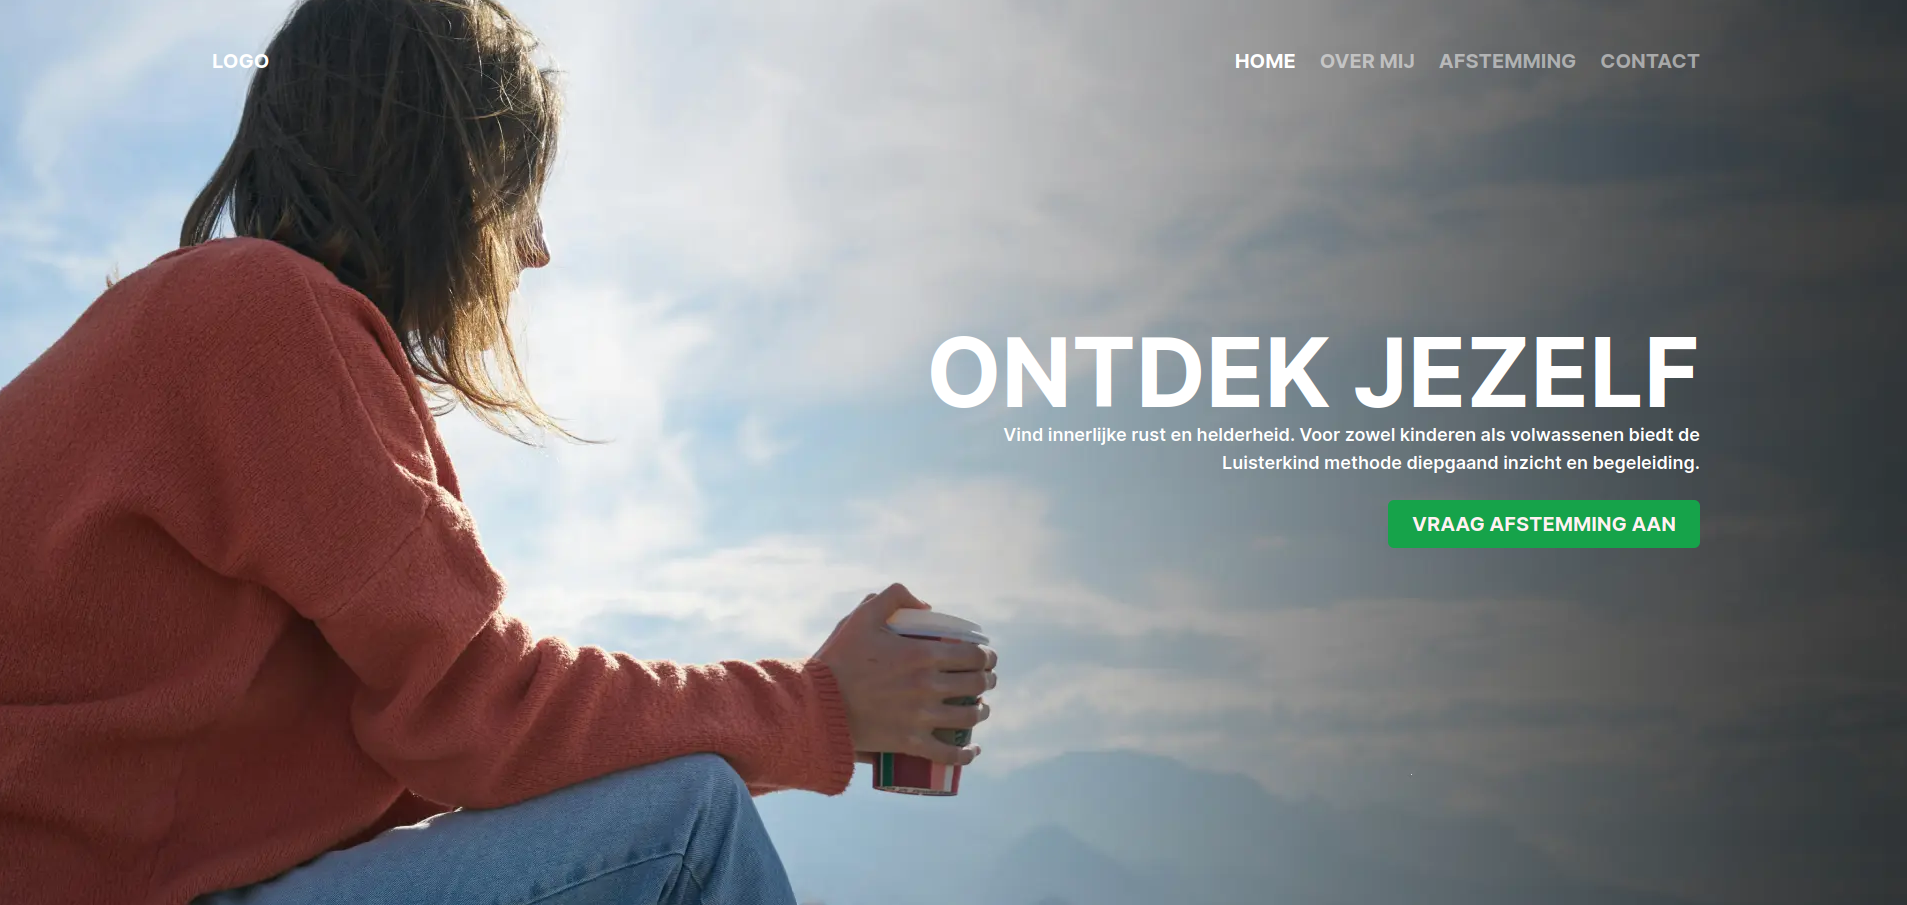 LOGO
HOME OVER MIJ AFSTEMMING CONTACT
ONTDEK JEZELF
Vind innerlijke rust en helderheid. Voor zowel kinderen als volwassenen biedt de
Luisterkind methode diepgaand inzicht en begeleiding.
VRAAG AFSTEMMING AAN